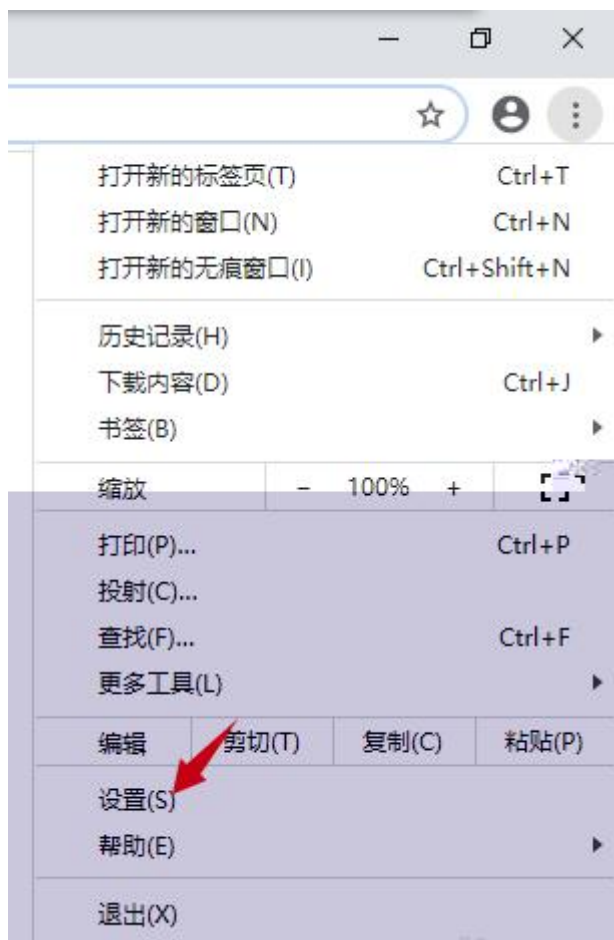 打开新的标签页(T) Ctrl+T
打开新的窗口(N) Ctrl+N
打开新的无痕窗口(I) Ctrl+Shift+N
历史记录(H)
下载内容(D) Ctrl+J
书签(B)
缩放 - 100% +
打印(P)... Ctrl+P
投射(C)...
查找(F)... Ctrl+F
更多工具(L)
编辑 剪切(T) 复制(C) 粘贴(P)
设置(S)
帮助(E)
退出(X)